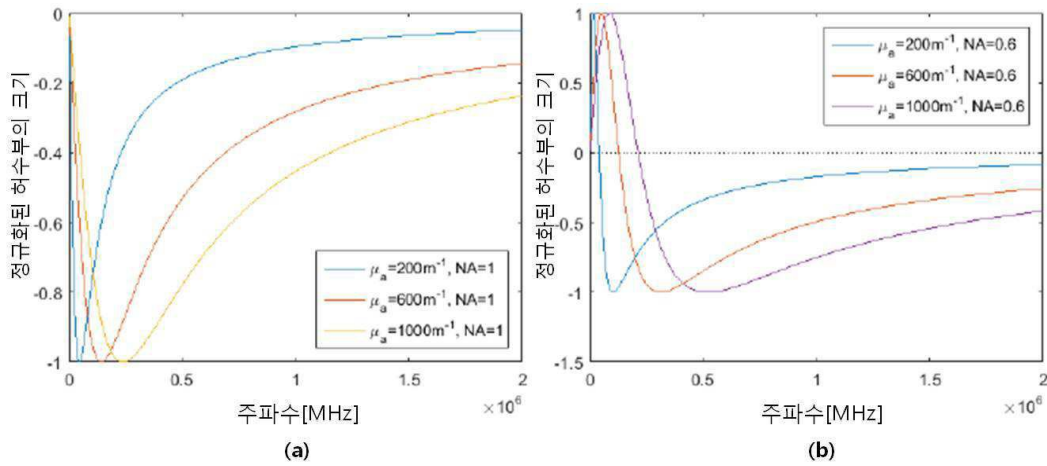 0
-0.2
-0.4
-0.6
-0.8
-1
정규화된 허수부의 크기
μa=200m⁻¹, NA=1
μa=600m⁻¹, NA=1
μa=1000m⁻¹, NA=1
0 0.5 1 1.5 2
×10⁶
주파수[MHz]
(a)
1
0.5
0
-0.5
-1
-1.5
정규화된 허수부의 크기
μa=200m⁻¹, NA=0.6
μa=600m⁻¹, NA=0.6
μa=1000m⁻¹, NA=0.6
0 0.5 1 1.5 2
×10⁶
주파수[MHz]
(b)